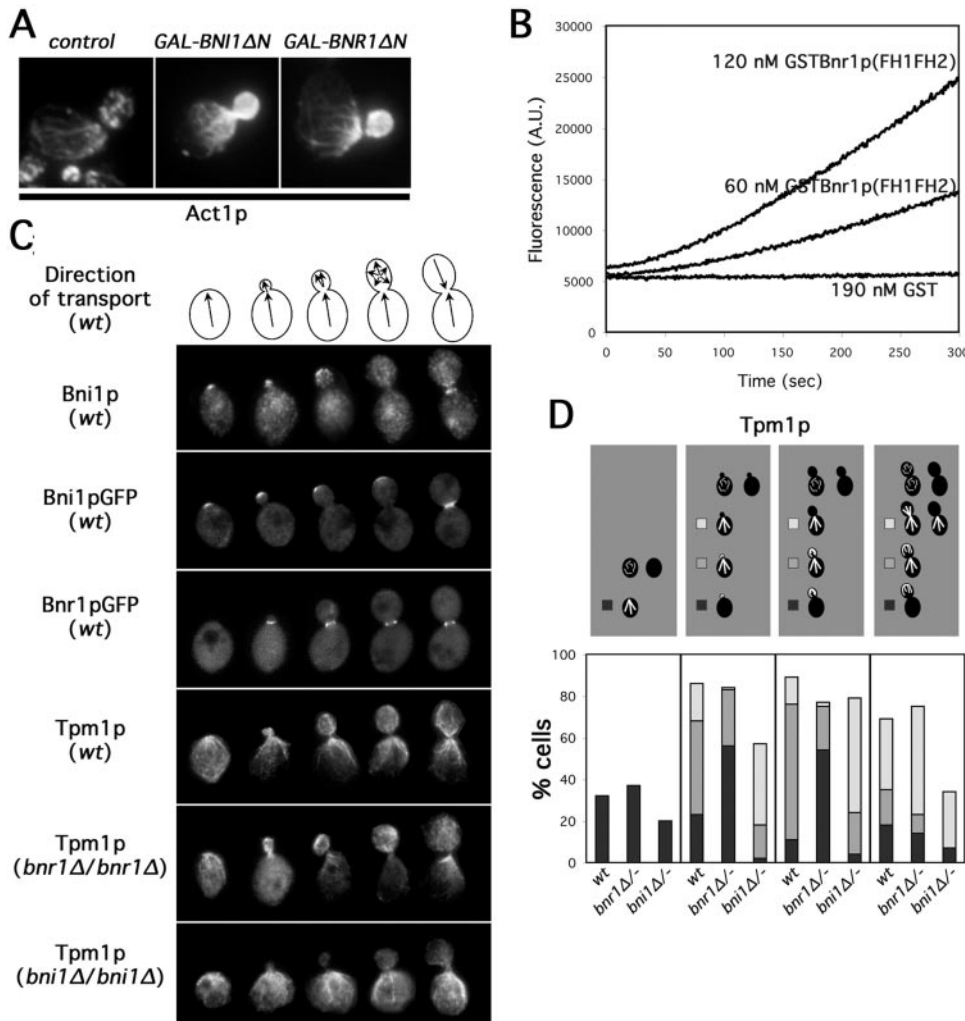 A
control
GAL-BNI1ΔN
GAL-BNR1ΔN
Act1p
B
Fluorescence (A.U.)
30000
25000
20000
15000
10000
5000
0
120 nM GSTBnr1p(FH1FH2)
60 nM GSTBnr1p(FH1FH2)
190 nM GST
0 50 100 150 200 250 300
Time (sec)
C
Direction
of transport
(wt)
Bni1p
(wt)
Bni1pGFP
(wt)
Bnr1pGFP
(wt)
Tpm1p
(wt)
Tpm1p
(bnr1Δ/bnr1Δ)
Tpm1p
(bni1Δ/bni1Δ)
D
Tpm1p
% cells
100
80
60
40
20
0
wt
bnr1Δ/-
bni1Δ/-
wt
bnr1Δ/-
bni1Δ/-
wt
bnr1Δ/-
bni1Δ/-
wt
bnr1Δ/-
bni1Δ/-